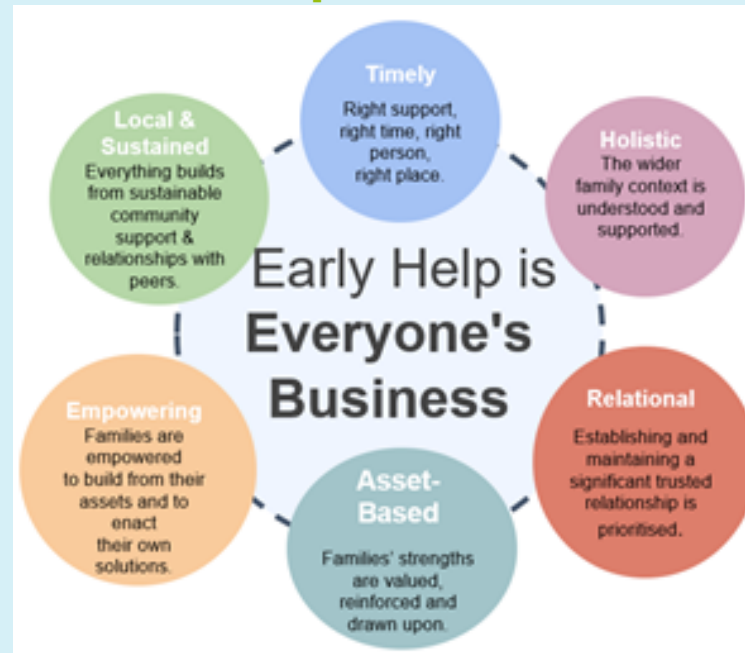 Timely
Right support,
right time, right
person,
right place.
Holistic
The wider
family context is
understood and
supported.
Relational
Establishing and
maintaining a
significant trusted
relationship is
prioritised.
Asset-
Based
Families' strengths
are valued,
reinforced and
drawn upon.
Empowering
Families are
empowered
to build from their
assets and to
enact
their own
solutions.
Local &
Sustained
Everything builds
from sustainable
community
support &
relationships with
peers.
Early Help is
Everyone's
Business